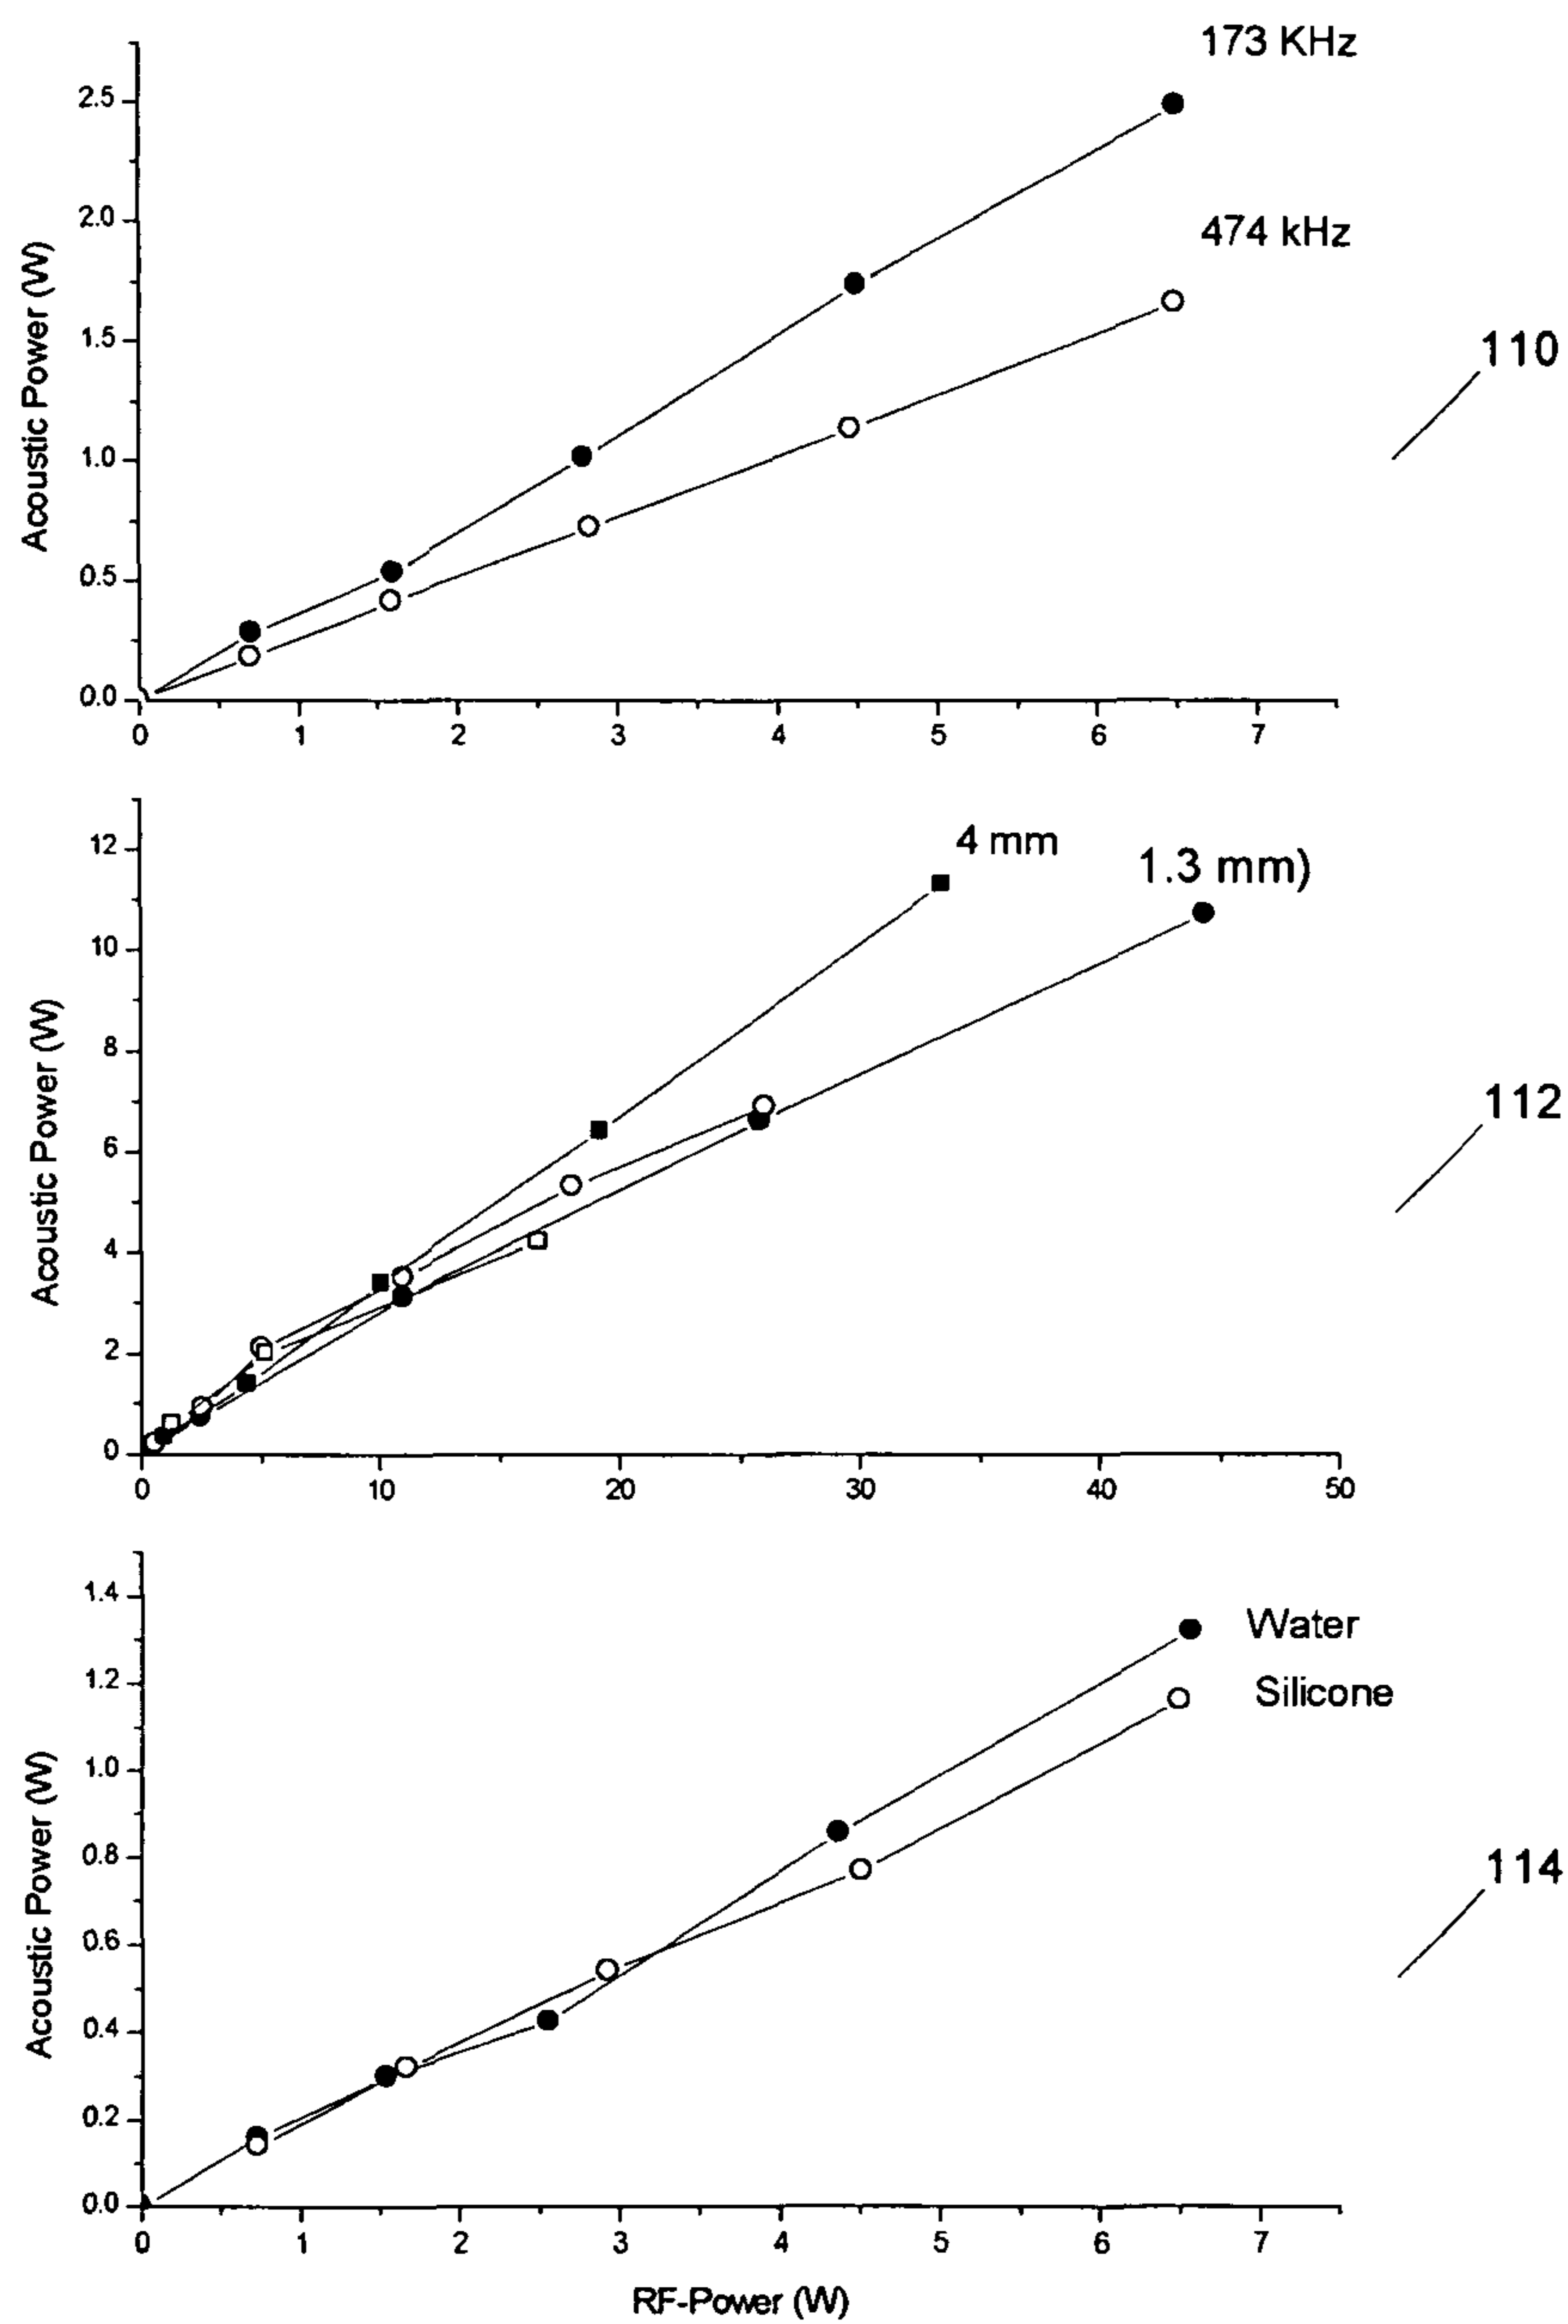 173 KHz
2.5
2.0
474 kHz
1.5
110
1.0
0.5
0.0
Acoustic Power (W)
0 1 2 3 4 5 6 7
12
4 mm
1.3 mm)
10
8
112
6
4
2
0
Acoustic Power (W)
0 10 20 30 40 50
1.4
Water
1.2
Silicone
1.0
114
0.8
0.6
0.4
0.2
0.0
Acoustic Power (W)
0 1 2 3 4 5 6 7
RF-Power (W)